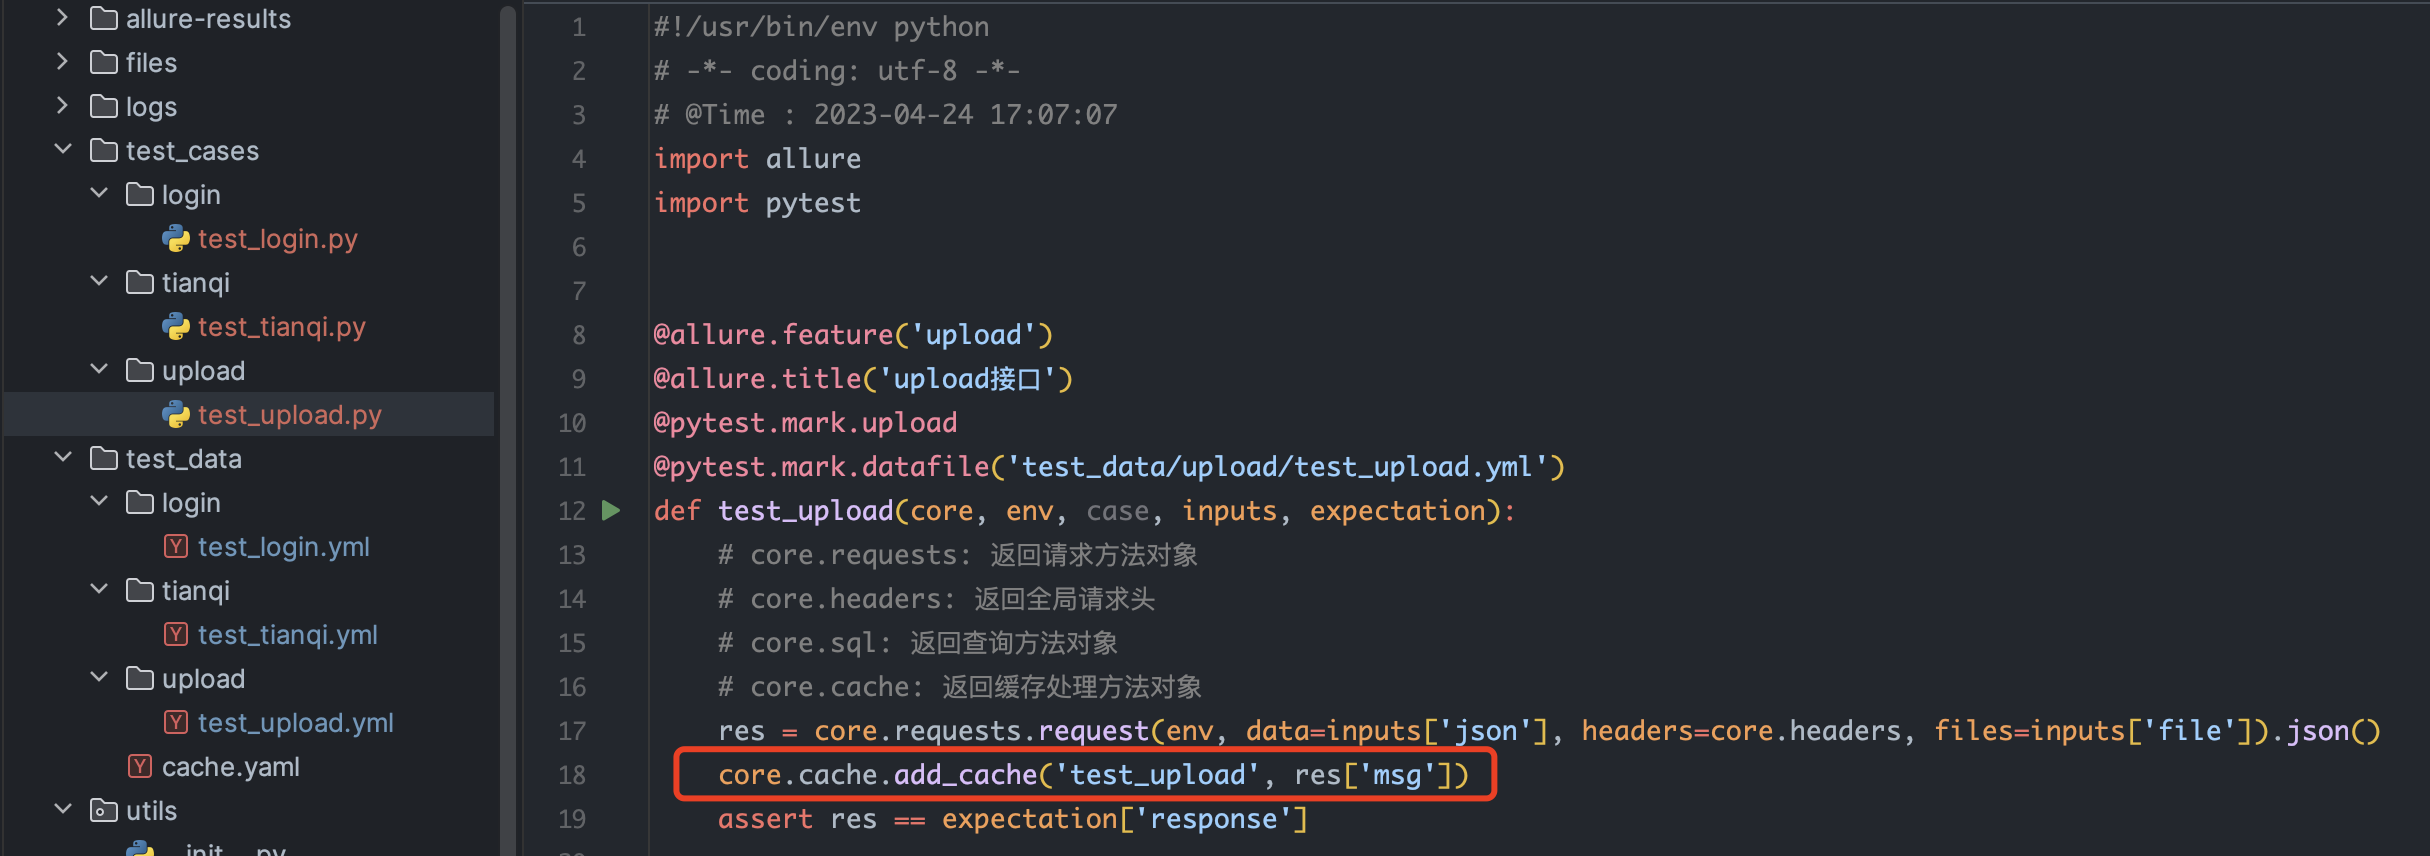 allure-results
files
logs
test_cases
login
test_login.py
tianqi
test_tianqi.py
upload
test_upload.py
test_data
login
test_login.yml
tianqi
test_tianqi.yml
upload
test_upload.yml
cache.yaml
utils
1 #!/usr/bin/env python
2 # -*- coding: utf-8 -*-
3 # @Time : 2023-04-24 17:07:07
4 import allure
5 import pytest
6
7
8 @allure.feature('upload')
9 @allure.title('upload接口')
10 @pytest.mark.upload
11 @pytest.mark.datafile('test_data/upload/test_upload.yml')
12 def test_upload(core, env, case, inputs, expectation):
13 # core.requests: 返回请求方法对象
14 # core.headers: 返回全局请求头
15 # core.sql: 返回查询方法对象
16 # core.cache: 返回缓存处理方法对象
17 res = core.requests.request(env, data=inputs['json'], headers=core.headers, files=inputs['file']).json()
18 core.cache.add_cache('test_upload', res['msg'])
19 assert res == expectation['response']